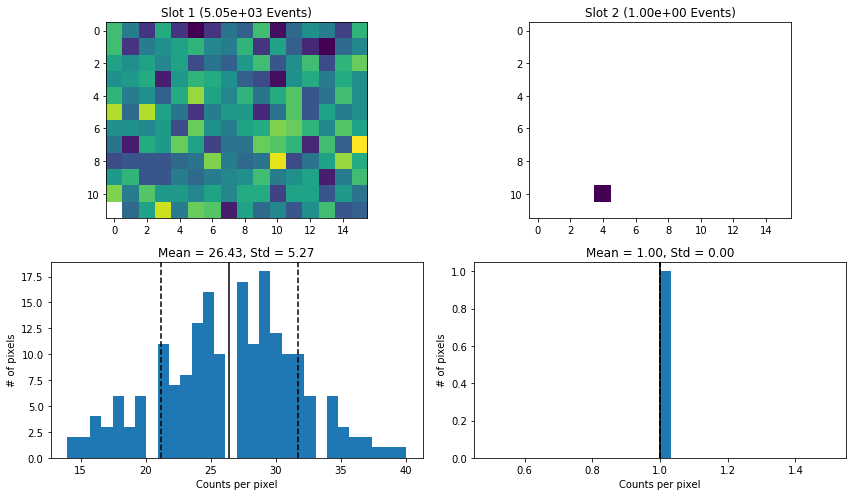 Slot 1 (5.05e+03 Events)
0
2
4
6
8
10
0 2 4 6 8 10 12 14
Slot 2 (1.00e+00 Events)
0
2
4
6
8
10
0 2 4 6 8 10 12 14
Mean = 26.43, Std = 5.27
# of pixels
17.5
15.0
12.5
10.0
7.5
5.0
2.5
0.0
15 20 25 30 35 40
Counts per pixel
Mean = 1.00, Std = 0.00
# of pixels
1.0
0.8
0.6
0.4
0.2
0.0
0.6 0.8 1.0 1.2 1.4
Counts per pixel